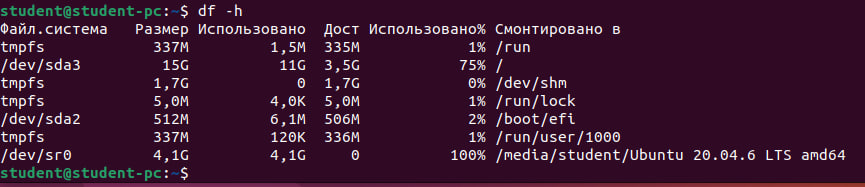 student@student-pc:~$ df -h
Файл.система Размер Использовано Дост Использовано% Смонтировано в
tmpfs 337M 1,5M 335M 1% /run
/dev/sda3 15G 11G 3,5G 75% /
tmpfs 1,7G 0 1,7G 0% /dev/shm
tmpfs 5,0M 4,0K 5,0M 1% /run/lock
/dev/sda2 512M 6,1M 506M 2% /boot/efi
tmpfs 337M 120K 336M 1% /run/user/1000
/dev/sr0 4,1G 4,1G 0 100% /media/student/Ubuntu 20.04.6 LTS amd64
student@student-pc:~$